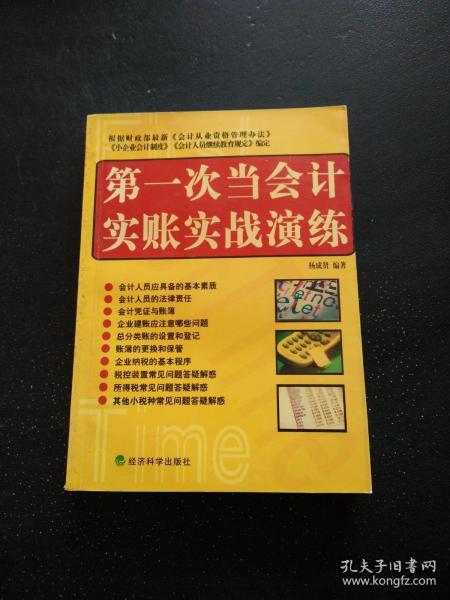 根据财政部最新《会计从业资格管理办法》
《小企业会计制度》《会计人员继续教育规定》编定
第一次当会计
实账实战演练
杨成贤 编著
会计人员应具备的基本素质
会计人员的法律责任
会计凭证与账簿
企业建账应注意哪些问题
总分类账的设置和登记
账簿的更换和保管
企业纳税的基本程序
税控装置常见问题答疑解惑
所得税常见问题答疑解惑
其他小税种常见问题答疑解惑
Time
经济科学出版社
孔夫子旧书网
www.kongfz.com